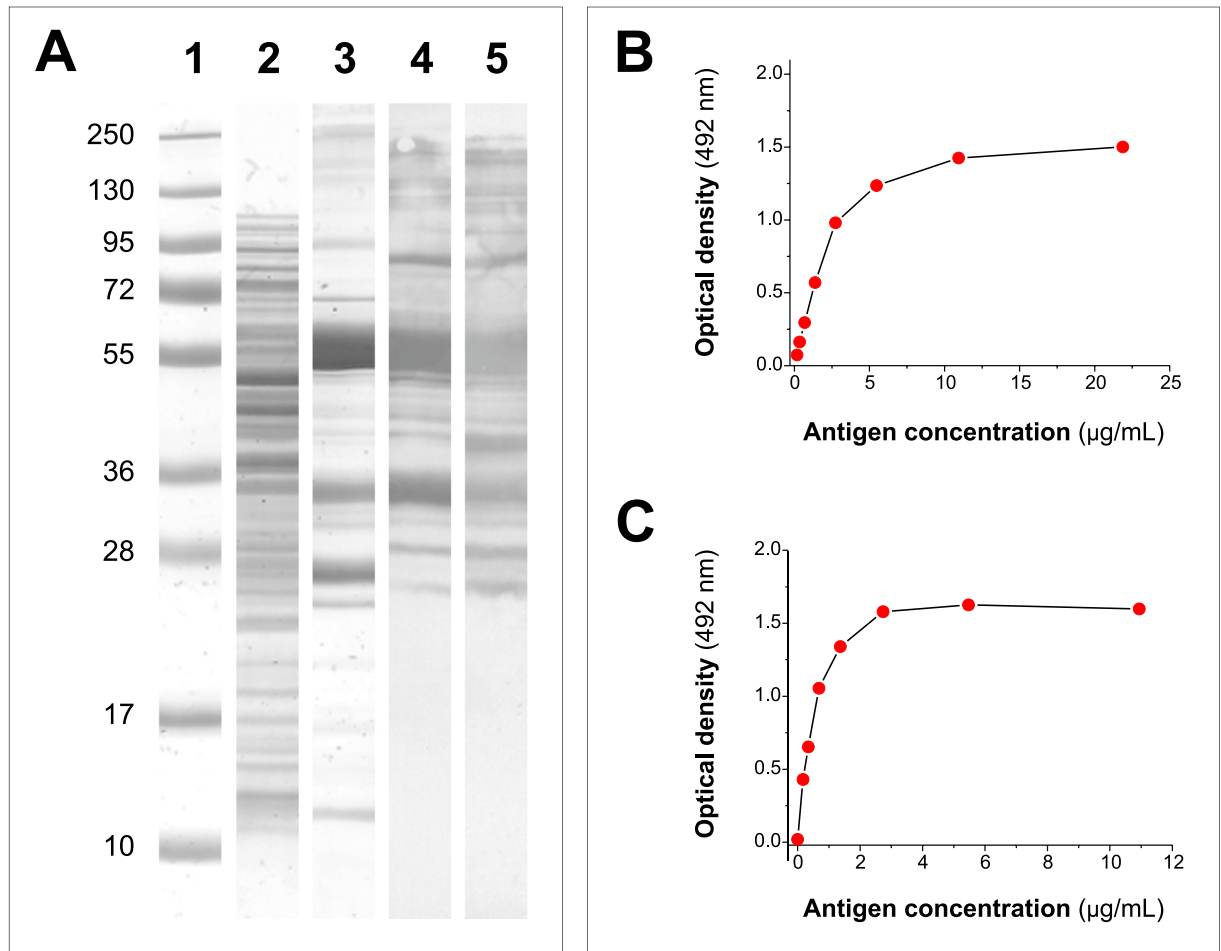 A
1 2 3 4 5
250
130
95
72
55
36
28
17
10
B
Optical density (492 nm)
2.0
1.5
1.0
0.5
0.0
0 5 10 15 20 25
Antigen concentration (µg/mL)
C
Optical density (492 nm)
2.0
1.5
1.0
0.5
0.0
0 2 4 6 8 10 12
Antigen concentration (µg/mL)